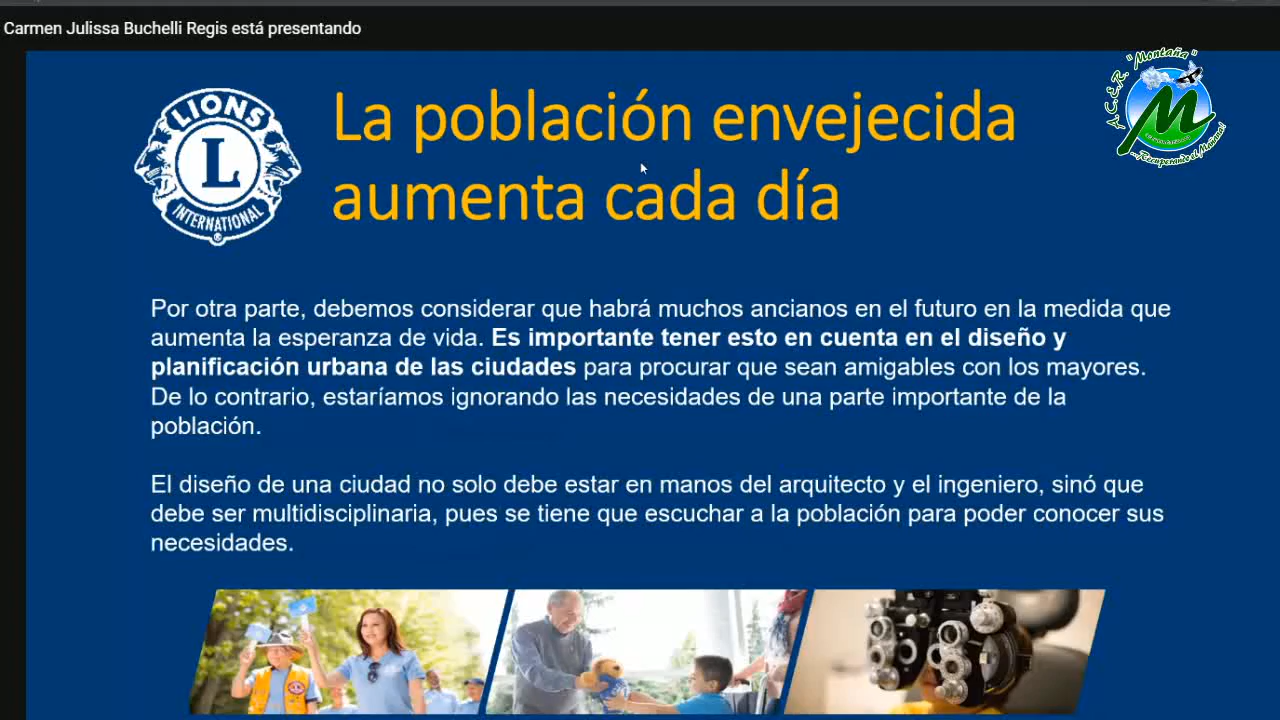 Carmen Julissa Buchelli Regis está presentando
"Montaña"
A.C.E.R.
M
...Recuperando el Mañana!
LIONS
L
INTERNATIONAL
®
La población envejecida
aumenta cada día
Por otra parte, debemos considerar que habrá muchos ancianos en el futuro en la medida que
aumenta la esperanza de vida. Es importante tener esto en cuenta en el diseño y
planificación urbana de las ciudades para procurar que sean amigables con los mayores.
De lo contrario, estaríamos ignorando las necesidades de una parte importante de la
población.
El diseño de una ciudad no solo debe estar en manos del arquitecto y el ingeniero, sinó que
debe ser multidisciplinaria, pues se tiene que escuchar a la población para poder conocer sus
necesidades.